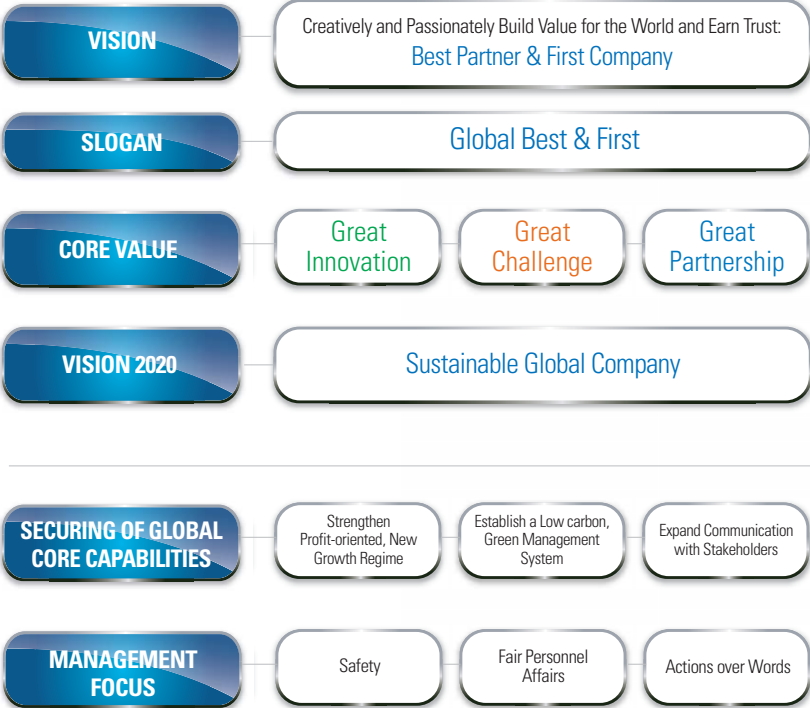 VISION
Creatively and Passionately Build Value for the World and Earn Trust:
Best Partner & First Company
SLOGAN
Global Best & First
CORE VALUE
Great
Innovation
Great
Challenge
Great
Partnership
VISION 2020
Sustainable Global Company
SECURING OF GLOBAL
CORE CAPABILITIES
Strengthen
Profit-oriented, New
Growth Regime
Establish a Low carbon,
Green Management
System
Expand Communication
with Stakeholders
MANAGEMENT
FOCUS
Safety
Fair Personnel
Affairs
Actions over Words